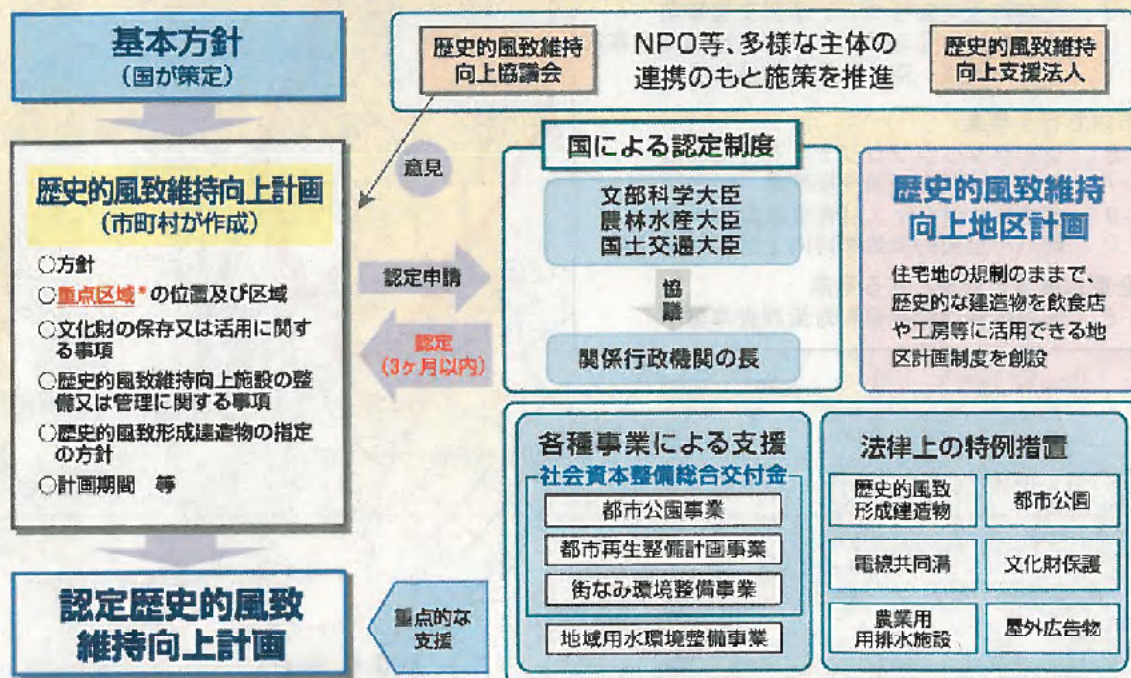 基本方針
(国が策定)
歴史的風致維持
向上協議会
NPO等、多様な主体の
連携のもと施策を推進
歴史的風致維持
向上支援法人
意見
歴史的風致維持向上計画
(市町村が作成)
○方針
○重点区域*の位置及び区域
○文化財の保存又は活用に関す
る事項
○歴史的風致維持向上施設の整
備又は管理に関する事項
○歴史的風致形成建造物の指定
の方針
○計画期間 等
認定申請
認定
(3ヶ月以内)
国による認定制度
文部科学大臣
農林水産大臣
国土交通大臣
協
議
関係行政機関の長
歴史的風致維持
向上地区計画
住宅地の規制のままで、
歴史的な建造物を飲食店
や工房等に活用できる地
区計画制度を創設
認定歴史的風致
維持向上計画
重点的な
支援
各種事業による支援
社会資本整備総合交付金
都市公園事業
都市再生整備計画事業
街なみ環境整備事業
地域用水環境整備事業
法律上の特例措置
歴史的風致
形成建造物
都市公園
電線共同溝
文化財保護
農業用
用排水施設
屋外広告物